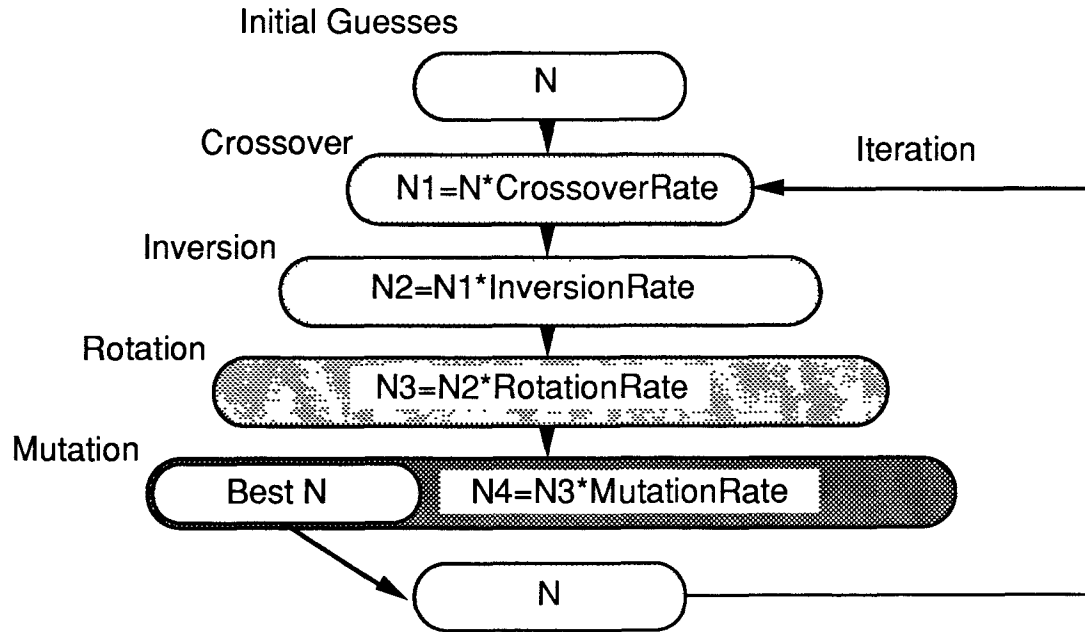 Initial Guesses
N
Crossover
N1=N*CrossoverRate
Iteration
Inversion
N2=N1*InversionRate
Rotation
N3=N2*RotationRate
Mutation
Best N
N4=N3*MutationRate
N